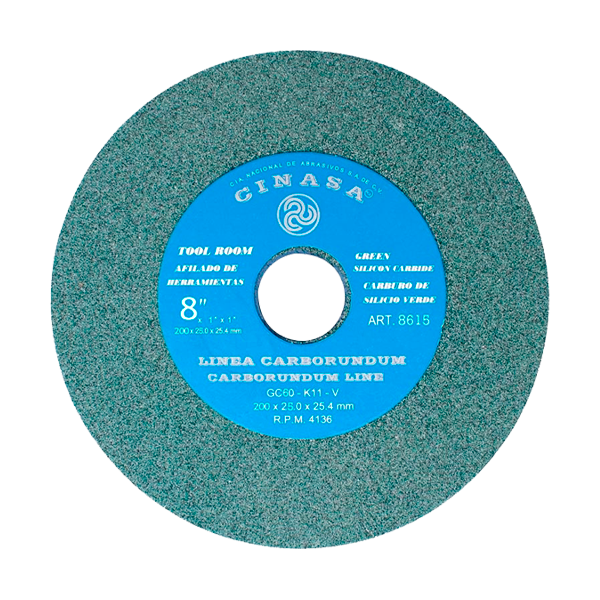 CIA. NACIONAL DE ABRASIVOS S.A. DE C.V.
CINASA
TOOL ROOM
AFILADO DE
HERRAMIENTAS
8"
x 1" x 1"
200 x 28.0 x 25.4 mm
GREEN
SILICON CARBIDE
CARBURO DE
SILICIO VERDE
ART. 8615
LINEA CARBORUNDUM
CARBORUNDUM LINE
GC60 - K11 - V
200 x 28.0 x 25.4 mm
R.P.M. 4136